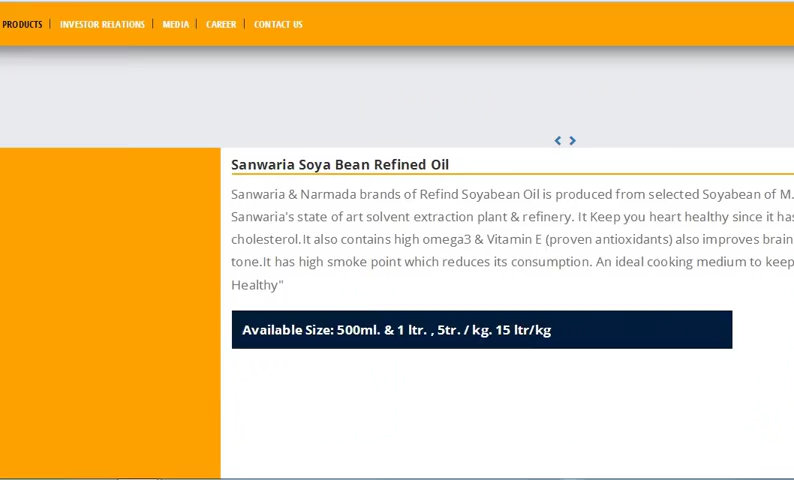 PRODUCTS | INVESTOR RELATIONS | MEDIA | CAREER | CONTACT US
Sanwaria Soya Bean Refined Oil
Sanwaria & Narmada brands of Refind Soyabean Oil is produced from selected Soyabean of M.
Sanwaria's state of art solvent extraction plant & refinery. It Keep you heart healthy since it has
cholesterol.It also contains high omega3 & Vitamin E (proven antioxidants) also improves brain
tone.It has high smoke point which reduces its consumption. An ideal cooking medium to keep
Healthy"
Available Size: 500ml. & 1 ltr. , 5tr. / kg. 15 ltr/kg